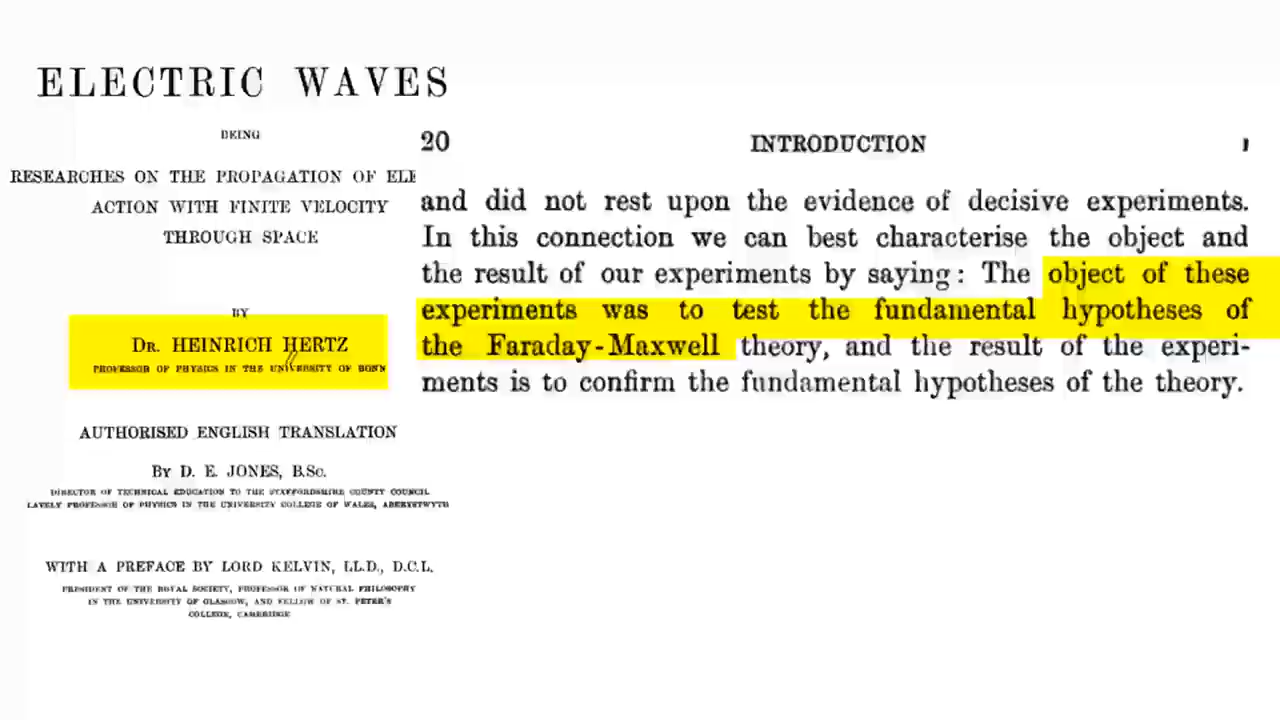 ELECTRIC WAVES
BEING
RESEARCHES ON THE PROPAGATION OF ELE
ACTION WITH FINITE VELOCITY
THROUGH SPACE
BY
DR. HEINRICH HERTZ
PROFESSOR OF PHYSICS IN THE UNIVERSITY OF BONN
AUTHORISED ENGLISH TRANSLATION
BY D. E. JONES, B.Sc.
DIRECTOR OF TECHNICAL EDUCATION TO THE STAFFORDSHIRE COUNTY COUNCIL
LATELY PROFESSOR OF PHYSICS IN THE UNIVERSITY COLLEGE OF WALES, ABERYSTWYTH
WITH A PREFACE BY LORD KELVIN, LL.D., D.C.L.
PRESIDENT OF THE ROYAL SOCIETY, PROFESSOR OF NATURAL PHILOSOPHY
IN THE UNIVERSITY OF GLASGOW, AND FELLOW OF ST. PETER'S
COLLEGE, CAMBRIDGE
20 INTRODUCTION
and did not rest upon the evidence of decisive experiments.
In this connection we can best characterise the object and
the result of our experiments by saying: The object of these
experiments was to test the fundamental hypotheses of
the Faraday-Maxwell theory, and the result of the experi-
ments is to confirm the fundamental hypotheses of the theory.